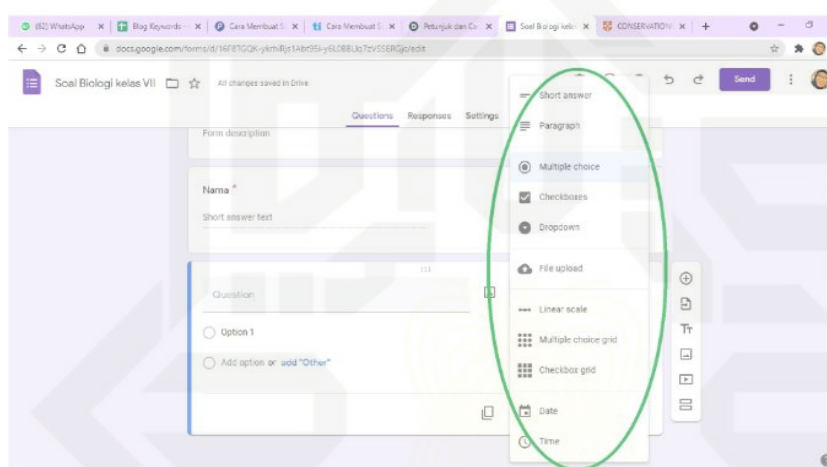 (82) WhatsApp
Blog Keywords -
Cara Membuat S
Cara Membuat S
Petunjuk dan Co
Soal Biologi kela
CONSERVATION
Soal Biologi kelas VII
All changes saved in Drive
Send
Questions Responses Settings
Form description
Nama *
Short answer text
Question
Option 1
Add option or add "Other"
Short answer
Paragraph
Multiple choice
Checkboxes
Dropdown
File upload
Linear scale
Multiple choice grid
Checkbox grid
Date
Time
Tт